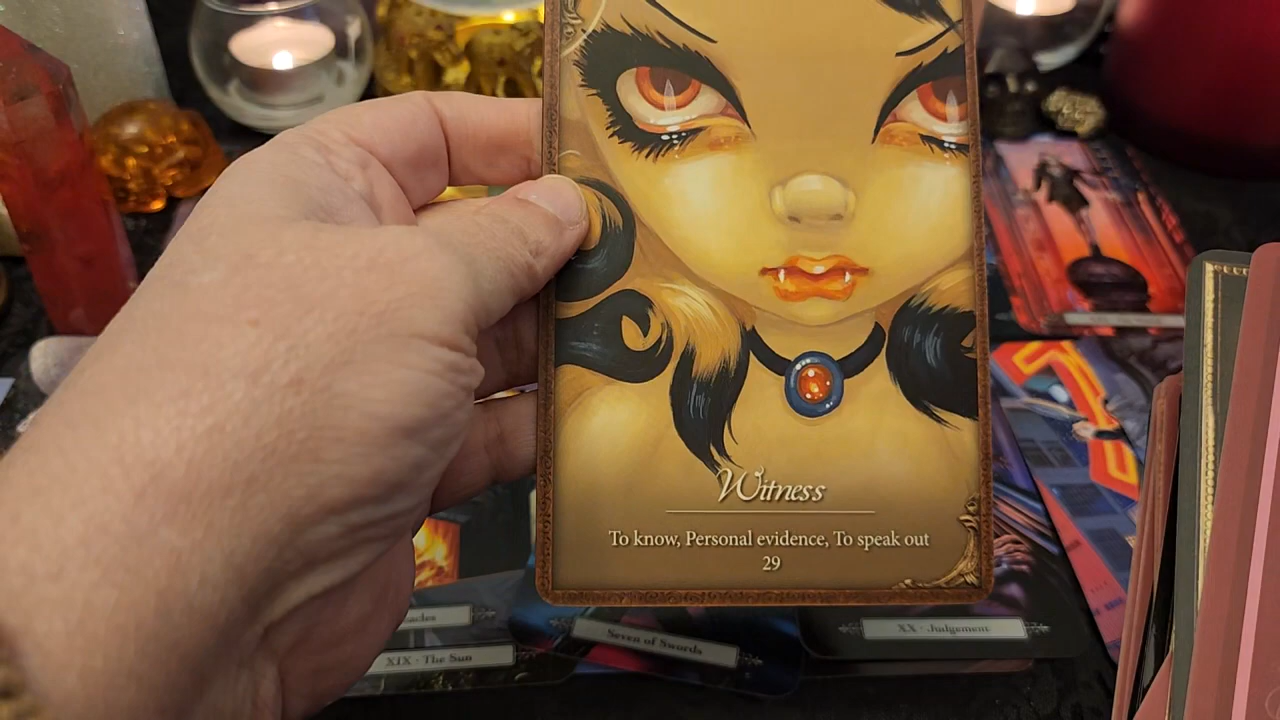 Witness
To know, Personal evidence, To speak out
29
XIX · The Sun
Seven of Swords
XX · Judgement